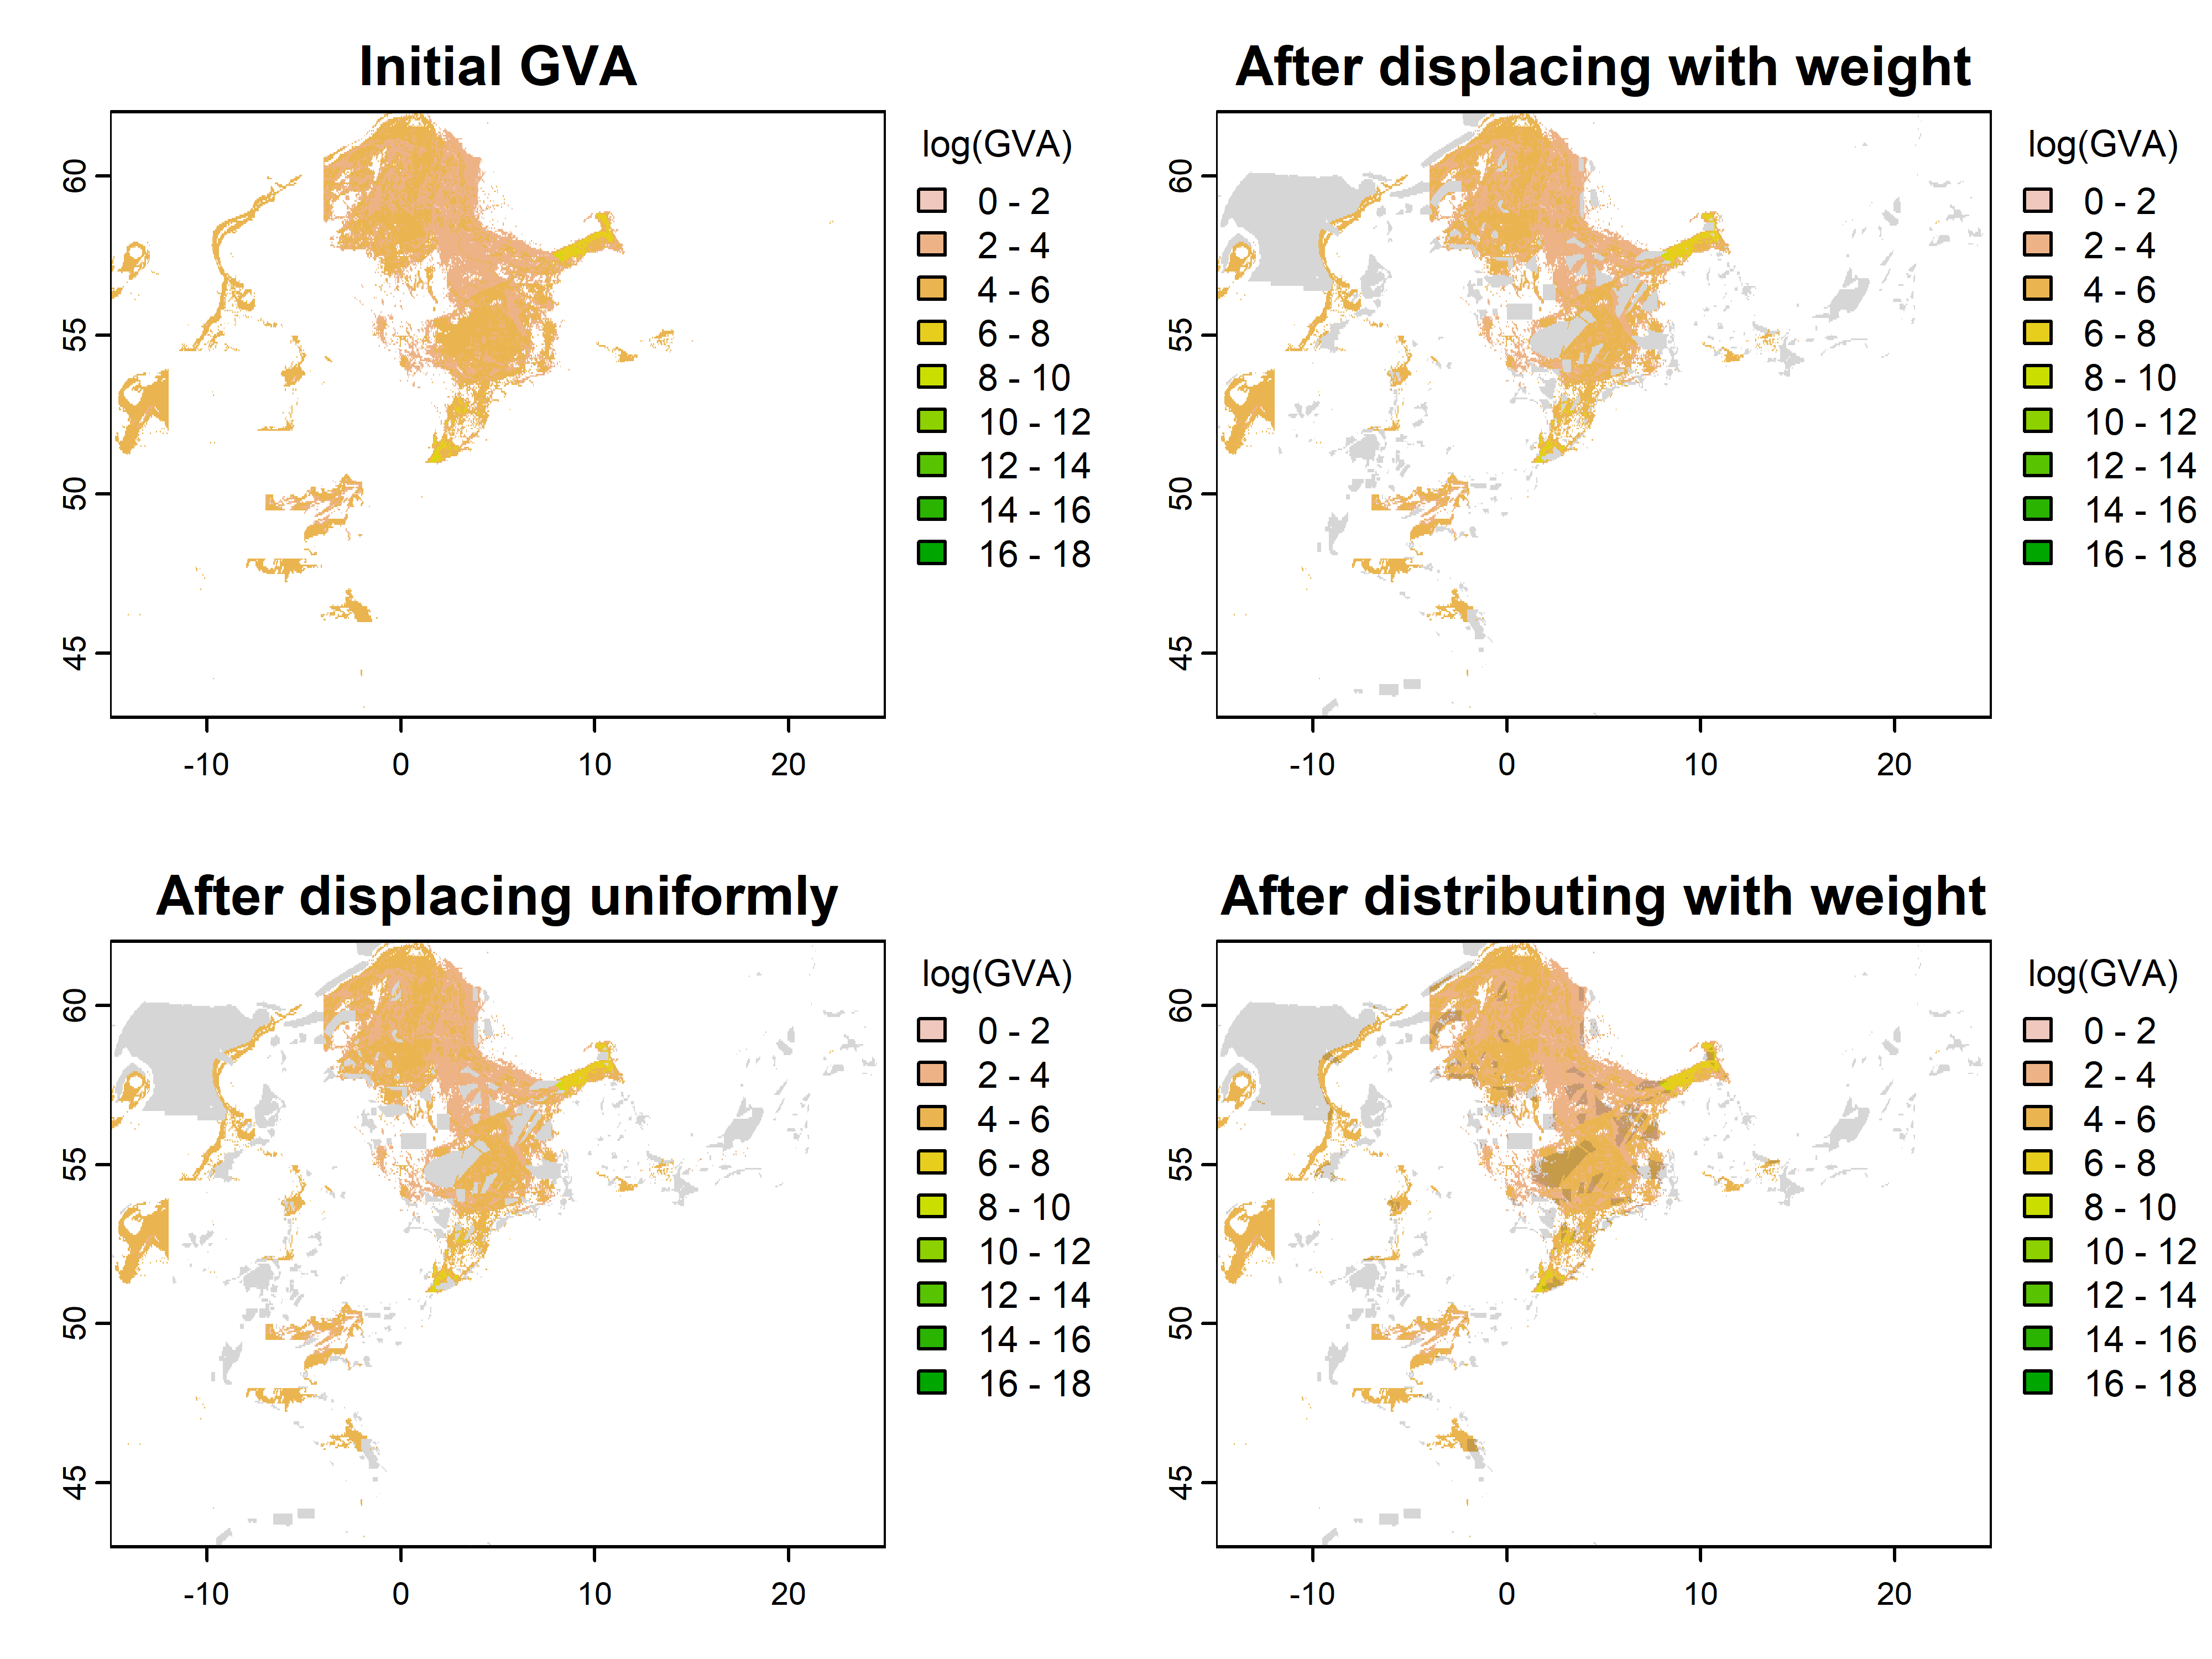 Initial GVA
60
55
50
45
-10
0
10
20
log(GVA)
0 - 2
2 - 4
4 - 6
6 - 8
8 - 10
10 - 12
12 - 14
14 - 16
16 - 18
After displacing with weight
60
55
50
45
-10
0
10
20
log(GVA)
0 - 2
2 - 4
4 - 6
6 - 8
8 - 10
10 - 12
12 - 14
14 - 16
16 - 18
After displacing uniformly
60
55
50
45
-10
0
10
20
log(GVA)
0 - 2
2 - 4
4 - 6
6 - 8
8 - 10
10 - 12
12 - 14
14 - 16
16 - 18
After distributing with weight
60
55
50
45
-10
0
10
20
log(GVA)
0 - 2
2 - 4
4 - 6
6 - 8
8 - 10
10 - 12
12 - 14
14 - 16
16 - 18